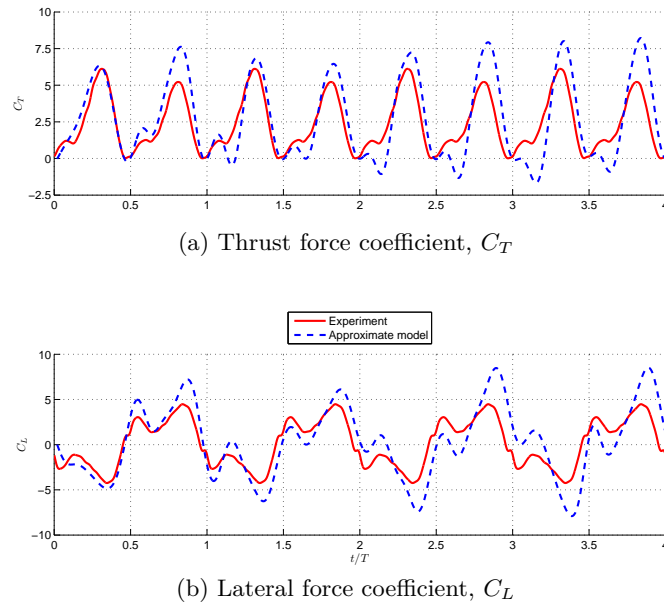 10
7.5
5
2.5
0
−2.5
C_T
0 0.5 1 1.5 2 2.5 3 3.5 4
(a) Thrust force coefficient, C_T
Experiment
Approximate model
10
5
0
−5
−10
C_L
0 0.5 1 1.5 2 2.5 3 3.5 4
t/T
(b) Lateral force coefficient, C_L